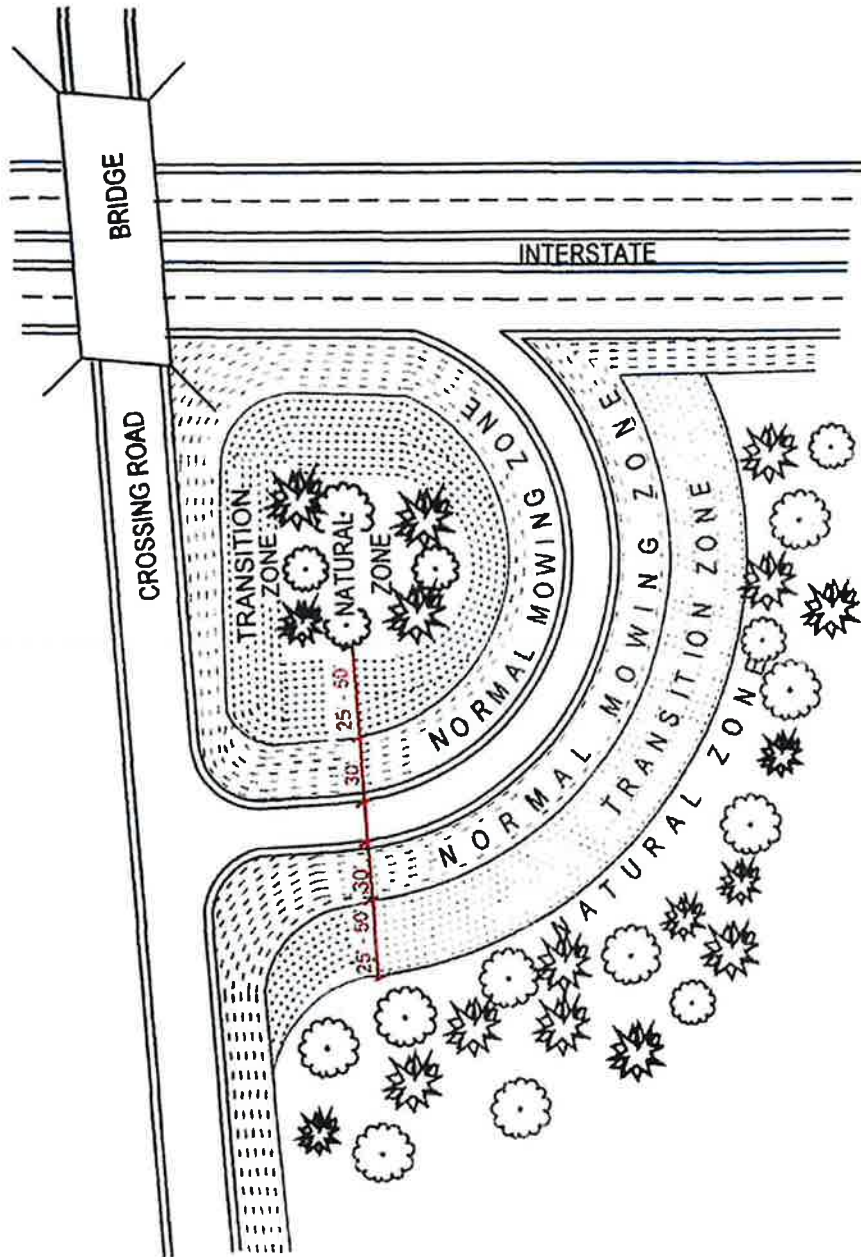 BRIDGE
INTERSTATE
CROSSING ROAD
NORMAL MOWING ZONE
TRANSITION
ZONE
NATURAL
ZONE
25' - 50'
30'
NORMAL MOWING ZONE
TRANSITION ZONE
NATURAL ZONE
30'
25' - 50'